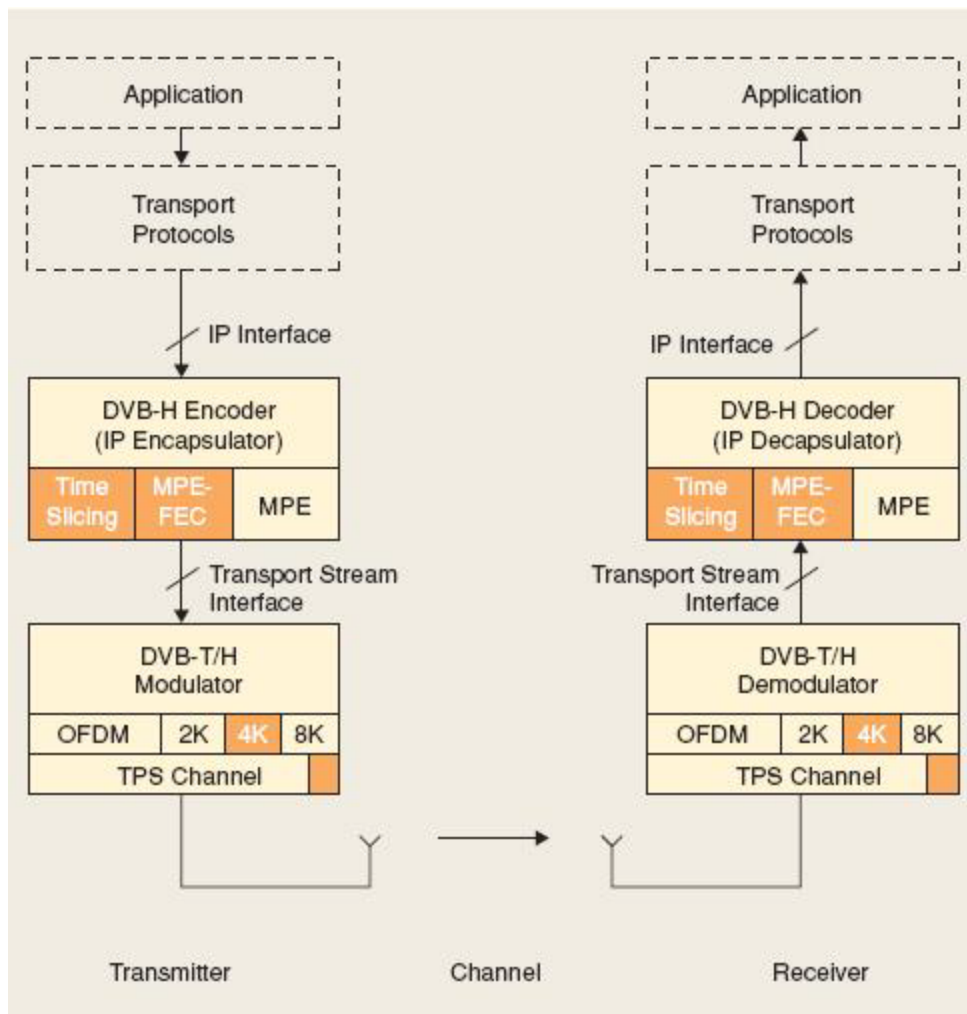 Application
Transport
Protocols
IP Interface
DVB-H Encoder
(IP Encapsulator)
Time
Slicing
MPE-
FEC
MPE
Transport Stream
Interface
DVB-T/H
Modulator
OFDM
2K
4K
8K
TPS Channel
Transmitter
Channel
Application
Transport
Protocols
IP Interface
DVB-H Decoder
(IP Decapsulator)
Time
Slicing
MPE-
FEC
MPE
Transport Stream
Interface
DVB-T/H
Demodulator
OFDM
2K
4K
8K
TPS Channel
Receiver